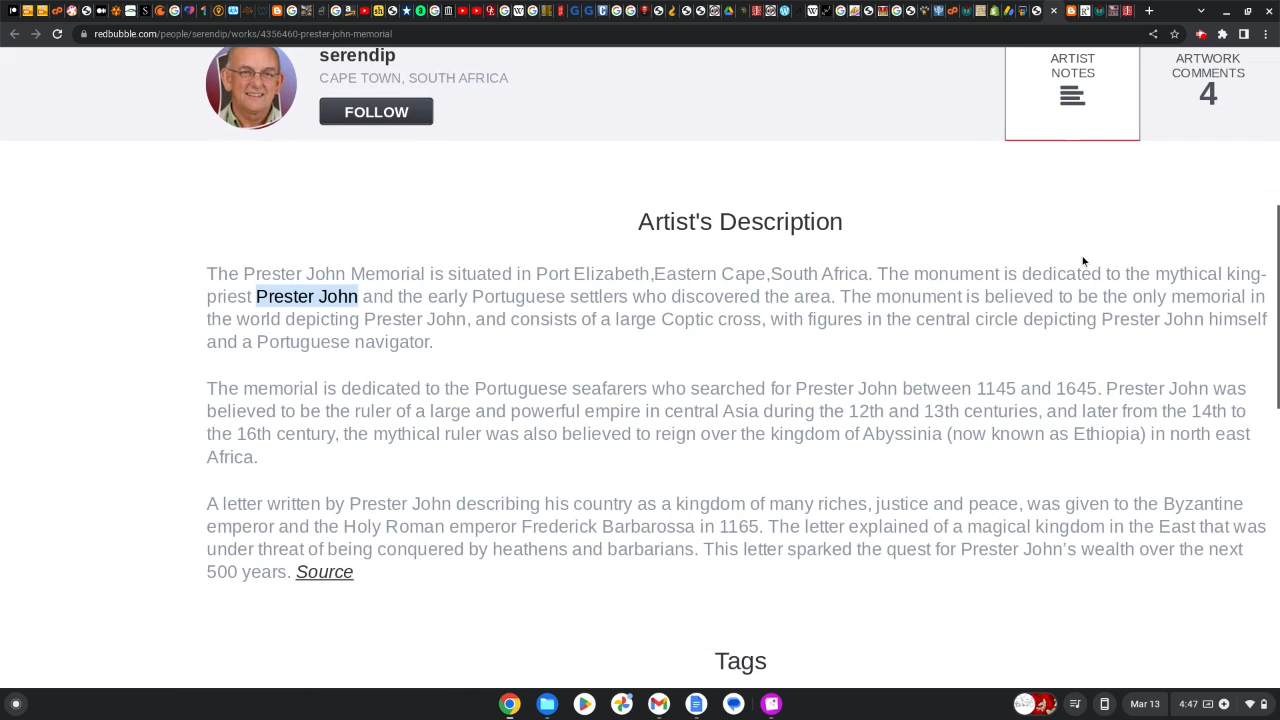 redbubble.com/people/serendip/works/4356460-prester-john-memorial
serendip
CAPE TOWN, SOUTH AFRICA
FOLLOW
ARTIST
NOTES
ARTWORK
COMMENTS
4
Artist's Description
The Prester John Memorial is situated in Port Elizabeth,Eastern Cape,South Africa. The monument is dedicated to the mythical king-
priest Prester John and the early Portuguese settlers who discovered the area. The monument is believed to be the only memorial in
the world depicting Prester John, and consists of a large Coptic cross, with figures in the central circle depicting Prester John himself
and a Portuguese navigator.
The memorial is dedicated to the Portuguese seafarers who searched for Prester John between 1145 and 1645. Prester John was
believed to be the ruler of a large and powerful empire in central Asia during the 12th and 13th centuries, and later from the 14th to
the 16th century, the mythical ruler was also believed to reign over the kingdom of Abyssinia (now known as Ethiopia) in north east
Africa.
A letter written by Prester John describing his country as a kingdom of many riches, justice and peace, was given to the Byzantine
emperor and the Holy Roman emperor Frederick Barbarossa in 1165. The letter explained of a magical kingdom in the East that was
under threat of being conquered by heathens and barbarians. This letter sparked the quest for Prester John’s wealth over the next
500 years. Source
Tags
Mar 13
4:47